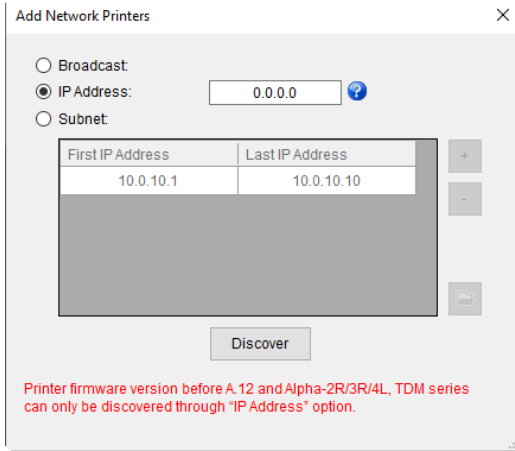 Add Network Printers
Broadcast:
IP Address: 0.0.0.0 ?
Subnet:
First IP Address Last IP Address +
10.0.10.1 10.0.10.10
-
Discover
Printer firmware version before A.12 and Alpha-2R/3R/4L, TDM series
can only be discovered through “IP Address” option.